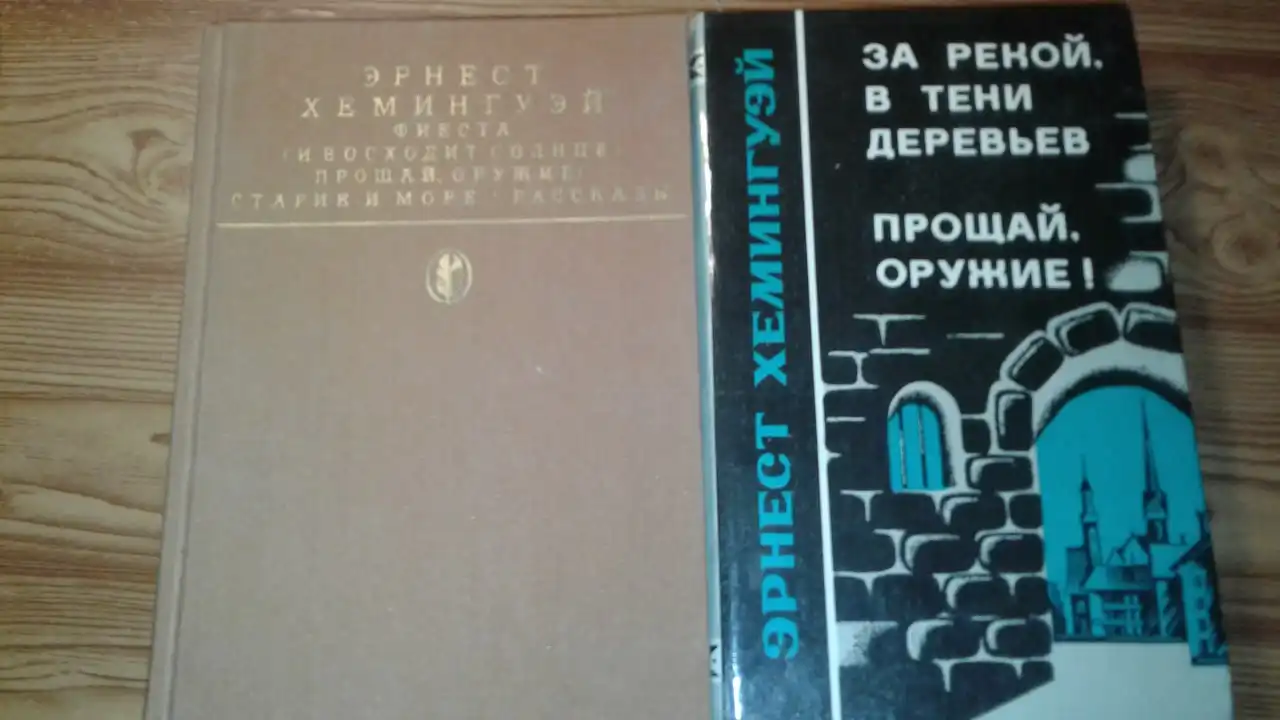 ЭРНЕСТ
ХЕМИНГУЭЙ
ФИЕСТА
(И ВОСХОДИТ СОЛНЦЕ)
ПРОЩАЙ, ОРУЖИЕ!
СТАРИК И МОРЕ · РАССКАЗЫ
ЭРНЕСТ ХЕМИНГУЭЙ
ЗА РЕКОЙ,
В ТЕНИ
ДЕРЕВЬЕВ
ПРОЩАЙ,
ОРУЖИЕ!